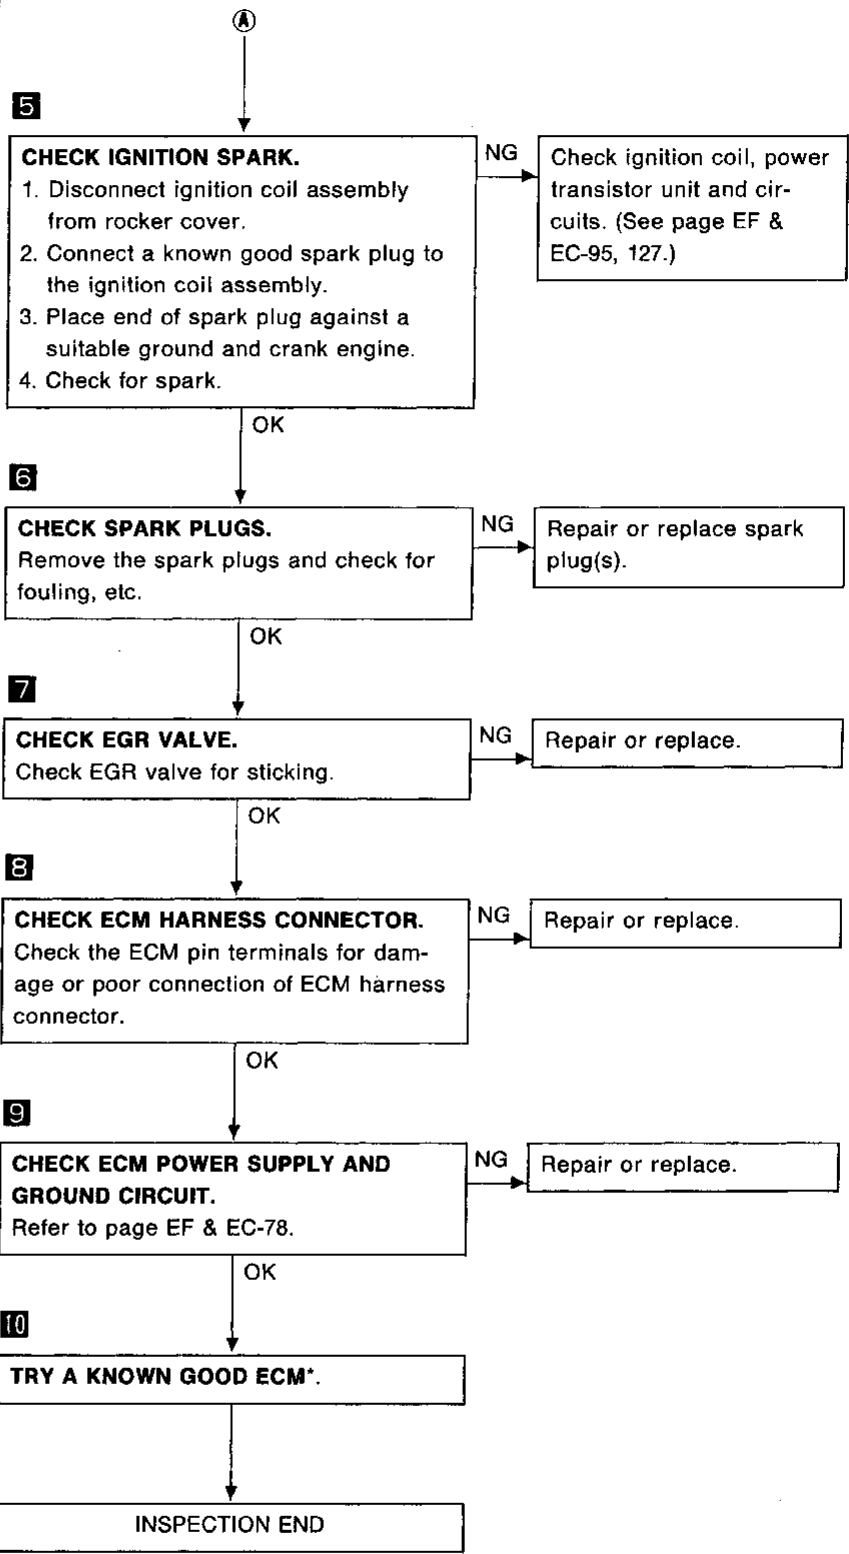 A
5
CHECK IGNITION SPARK.
1. Disconnect ignition coil assembly
from rocker cover.
2. Connect a known good spark plug to
the ignition coil assembly.
3. Place end of spark plug against a
suitable ground and crank engine.
4. Check for spark.
NG
Check ignition coil, power
transistor unit and cir-
cuits. (See page EF &
EC-95, 127.)
OK
6
CHECK SPARK PLUGS.
Remove the spark plugs and check for
fouling, etc.
NG
Repair or replace spark
plug(s).
OK
7
CHECK EGR VALVE.
Check EGR valve for sticking.
NG
Repair or replace.
OK
8
CHECK ECM HARNESS CONNECTOR.
Check the ECM pin terminals for dam-
age or poor connection of ECM harness
connector.
NG
Repair or replace.
OK
9
CHECK ECM POWER SUPPLY AND
GROUND CIRCUIT.
Refer to page EF & EC-78.
NG
Repair or replace.
OK
10
TRY A KNOWN GOOD ECM*.
INSPECTION END